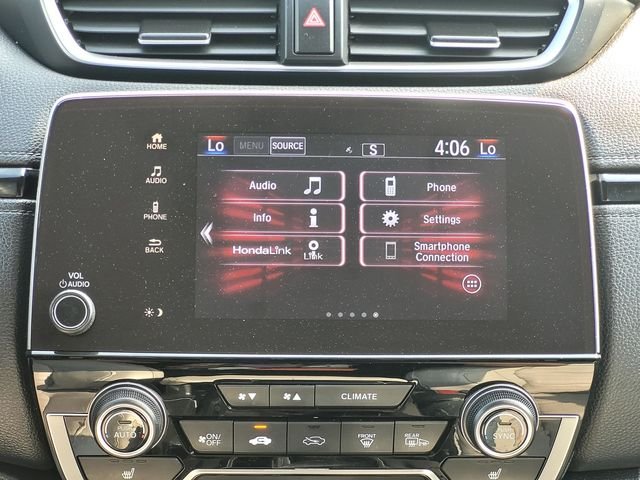 HOME
AUDIO
PHONE
BACK
VOL
AUDIO
Lo MENU SOURCE S 4:06 Lo
Audio Phone
Info Settings
HondaLink Link Smartphone
Connection
CLIMATE
AUTO ON/
OFF FRONT REAR SYNC